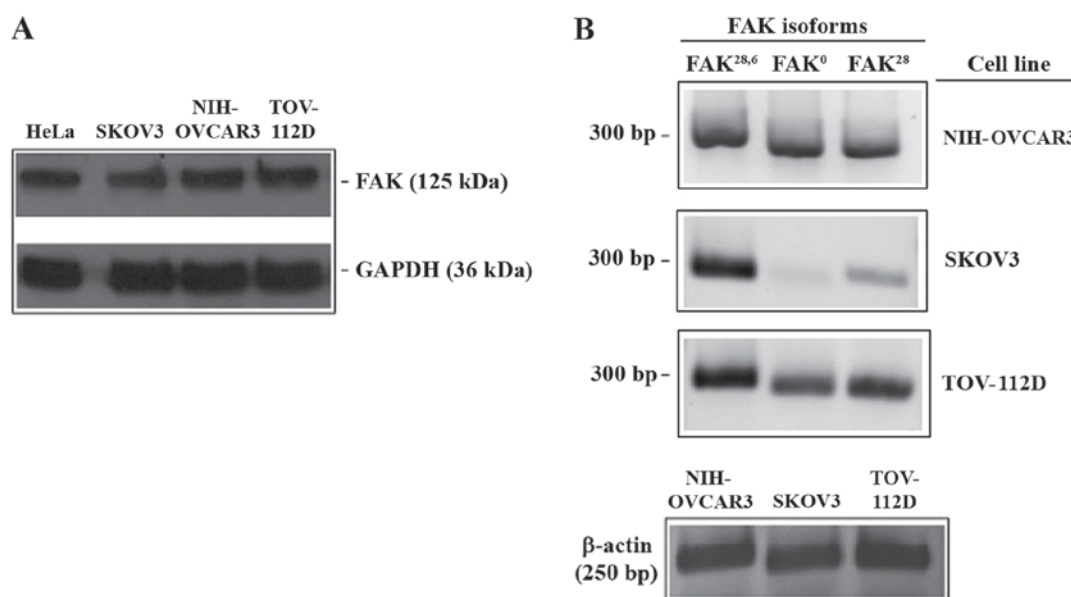 A
HeLa SKOV3 NIH-OVCAR3 TOV-112D
- FAK (125 kDa)
- GAPDH (36 kDa)
B
FAK isoforms
FAK²⁸,⁶ FAK⁰ FAK²⁸ Cell line
300 bp - NIH-OVCAR3
300 bp - SKOV3
300 bp - TOV-112D
NIH-OVCAR3 SKOV3 TOV-112D
β-actin
(250 bp)